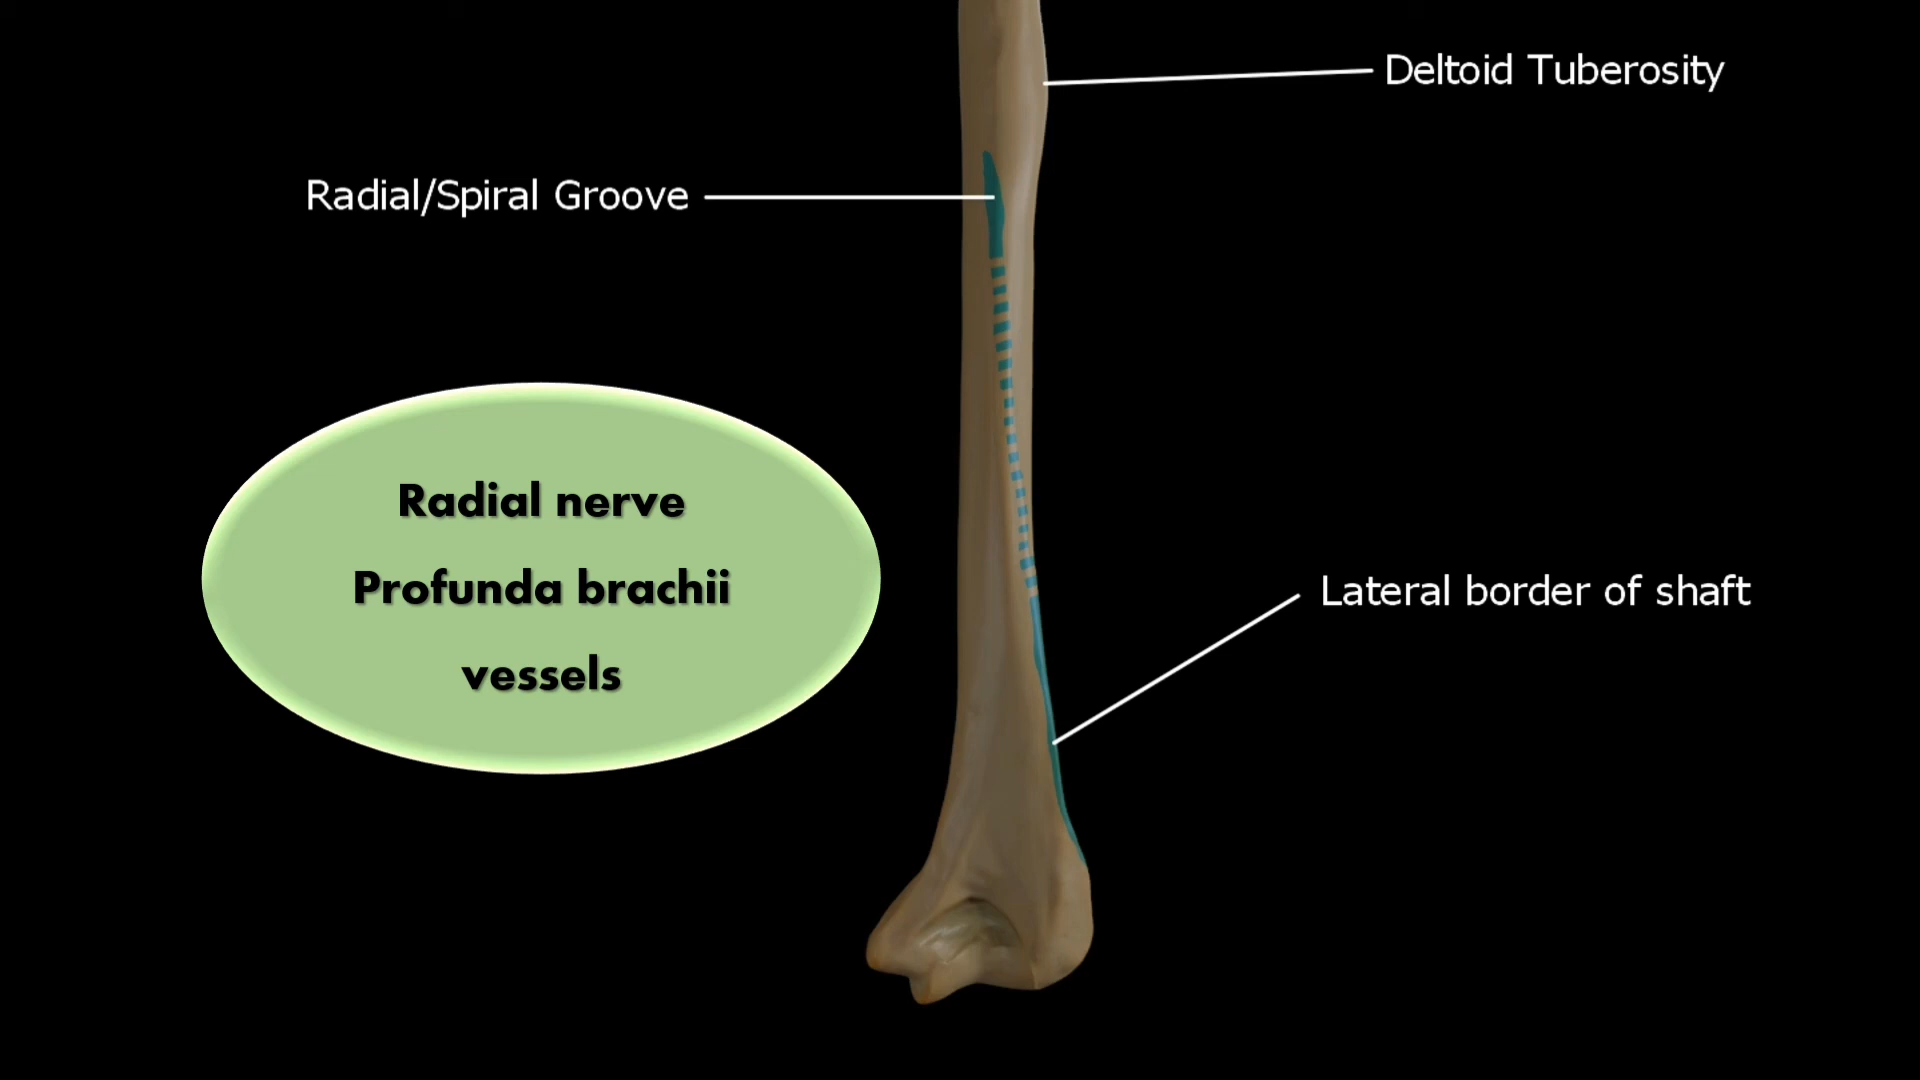 Deltoid Tuberosity
Radial/Spiral Groove
Radial nerve
Profunda brachii
vessels
Lateral border of shaft